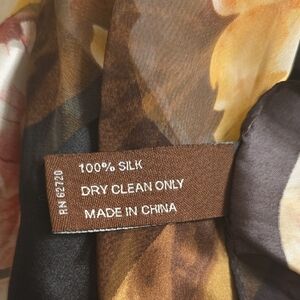 RN 62720
100% SILK
DRY CLEAN ONLY
MADE IN CHINA